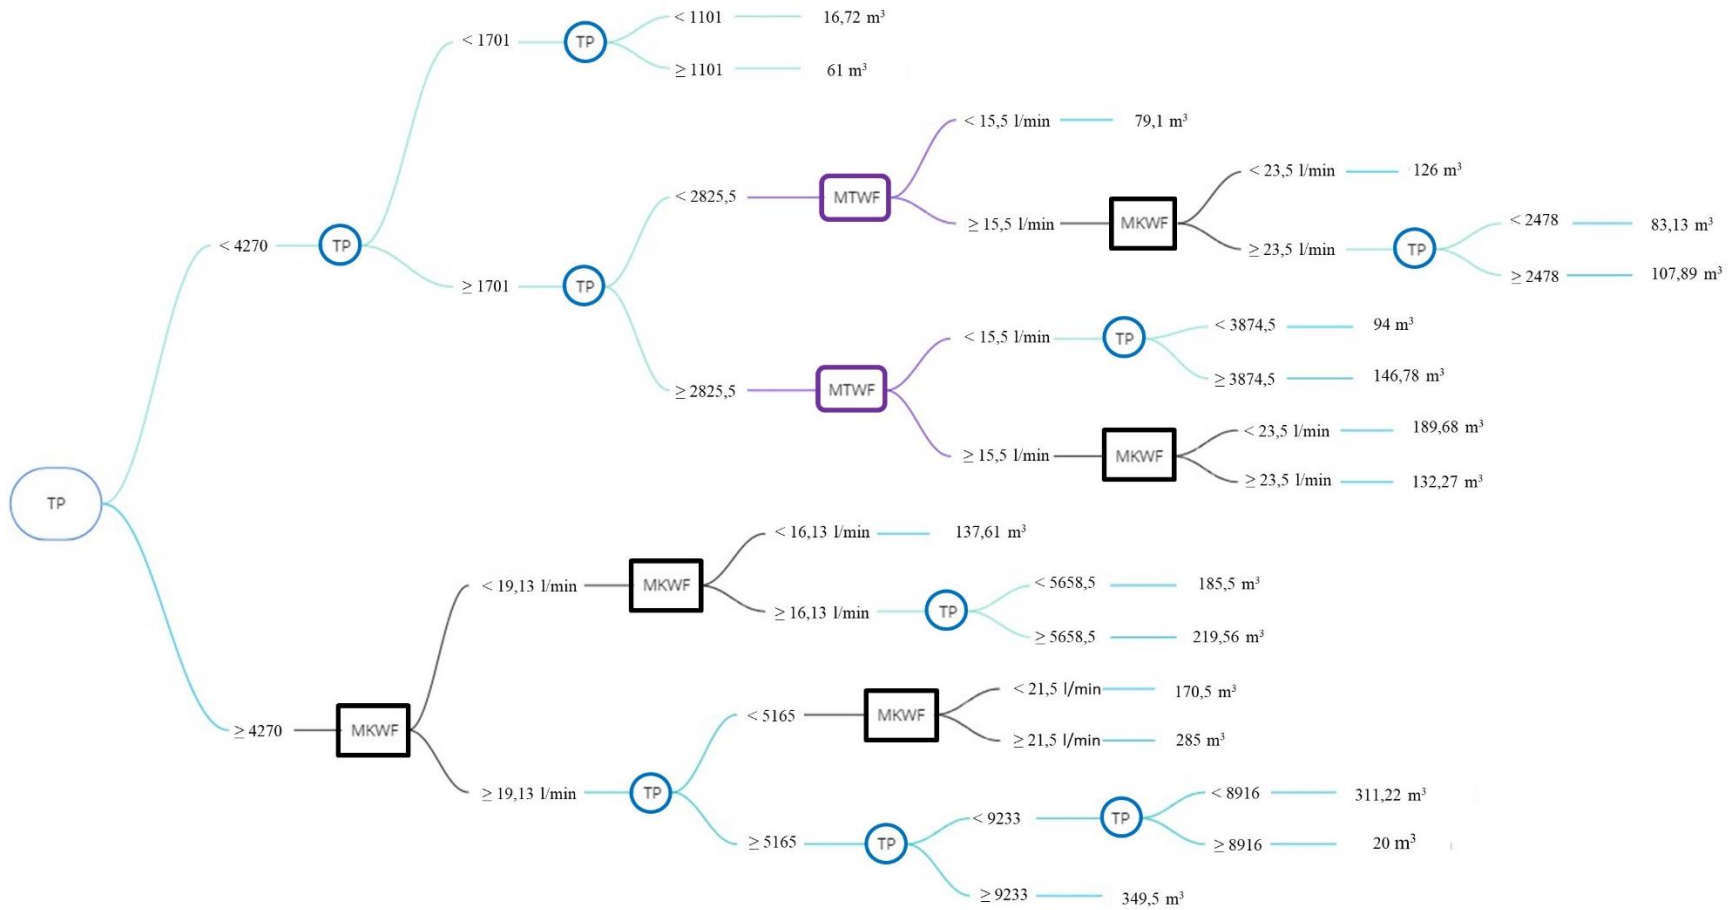 < 1101 16,72 m³
< 1701 TP
≥ 1101 61 m³
< 15,5 l/min 79,1 m³
< 23,5 l/min 126 m³
< 2825,5 MTWF
≥ 15,5 l/min MKWF
< 2478 83,13 m³
< 4270 TP
≥ 23,5 l/min TP
≥ 2478 107,89 m³
≥ 1701 TP
< 3874,5 94 m³
< 15,5 l/min TP
≥ 3874,5 146,78 m³
≥ 2825,5 MTWF
< 23,5 l/min 189,68 m³
≥ 15,5 l/min MKWF
≥ 23,5 l/min 132,27 m³
TP
< 16,13 l/min 137,61 m³
< 19,13 l/min MKWF
< 5658,5 185,5 m³
≥ 16,13 l/min TP
≥ 5658,5 219,56 m³
< 21,5 l/min 170,5 m³
< 5165 MKWF
≥ 4270 MKWF
≥ 21,5 l/min 285 m³
≥ 19,13 l/min TP
< 8916 311,22 m³
< 9233 TP
≥ 5165 TP
≥ 8916 20 m³
≥ 9233 349,5 m³